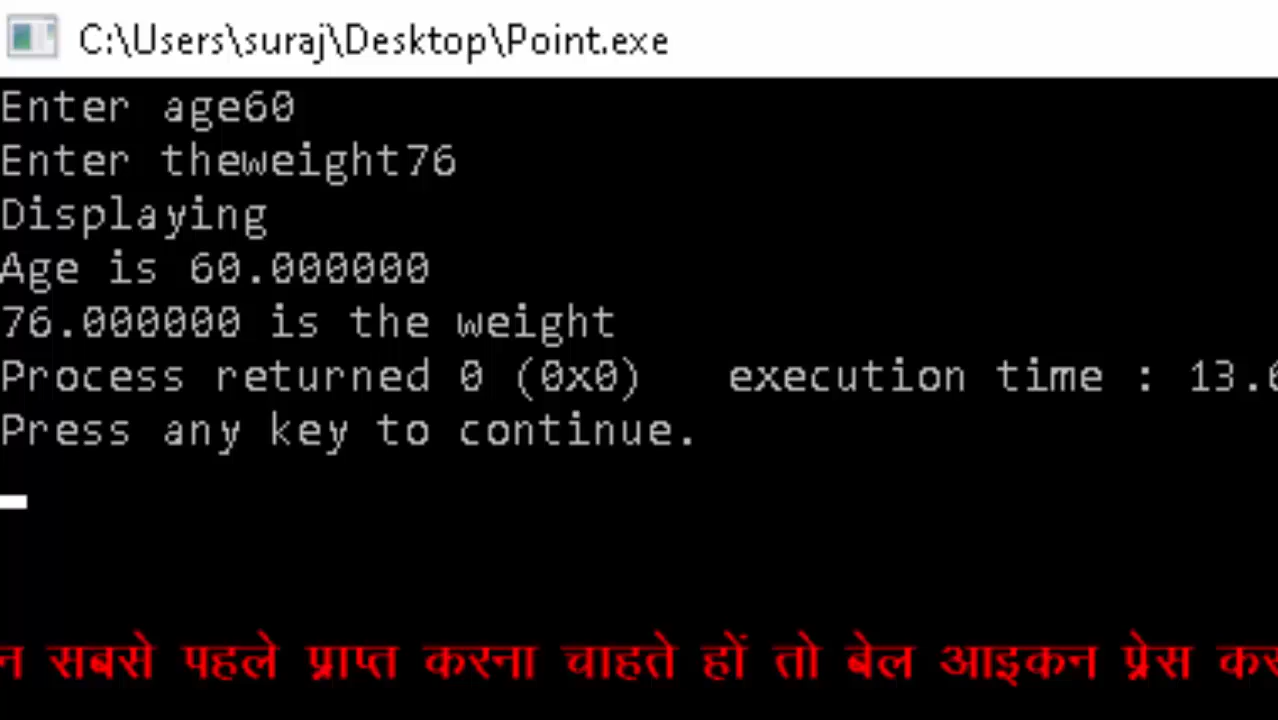 C:\Users\suraj\Desktop\Point.exe
Enter age60
Enter theweight76
Displaying
Age is 60.000000
76.000000 is the weight
Process returned 0 (0x0)   execution time : 13.
Press any key to continue.
सबसे पहले प्राप्त करना चाहते हों तो बेल आइकन प्रेस